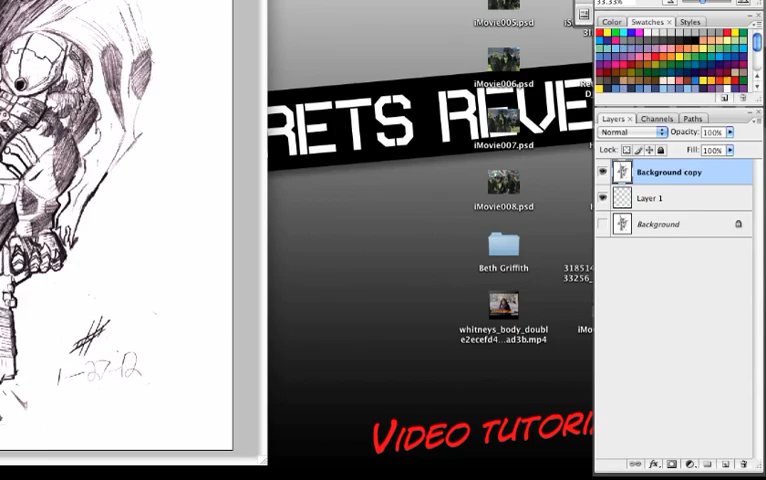 33.33%
iMovie005.psd
iMovie006.psd
iMovie007.psd
iMovie008.psd
Beth Griffith
whitneys_body_doubl
e2ecefd4...ad3b.mp4
318514
33256_
iMo
RETS REVE
VIDEO TUTORI
1-27-12
Color Swatches × Styles
Layers × Channels Paths
Normal Opacity: 100%
Lock: Fill: 100%
Background copy
Layer 1
Background
fx